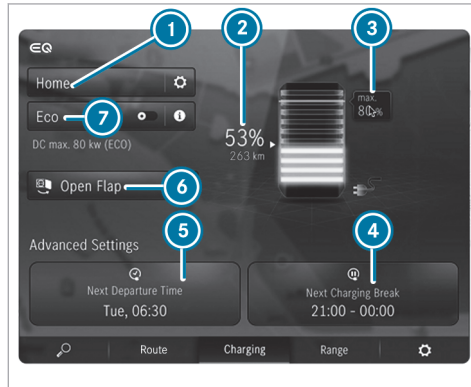 1
2
3
EQ
Home
max.
80 %
Eco
7
53%
263 km
DC max. 80 kw (ECO)
Open Flap
6
5
4
Advanced Settings
Next Departure Time
Tue, 06:30
Next Charging Break
21:00 - 00:00
Route
Charging
Range